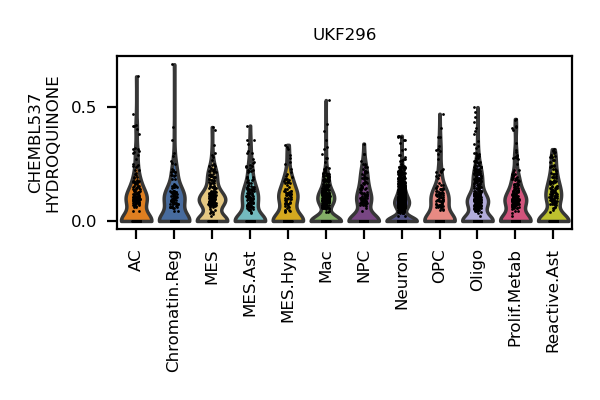 UKF296
CHEMBL537
HYDROQUINONE
0.5
0.0
AC
Chromatin.Reg
MES
MES.Ast
MES.Hyp
Mac
NPC
Neuron
OPC
Oligo
Prolif.Metab
Reactive.Ast